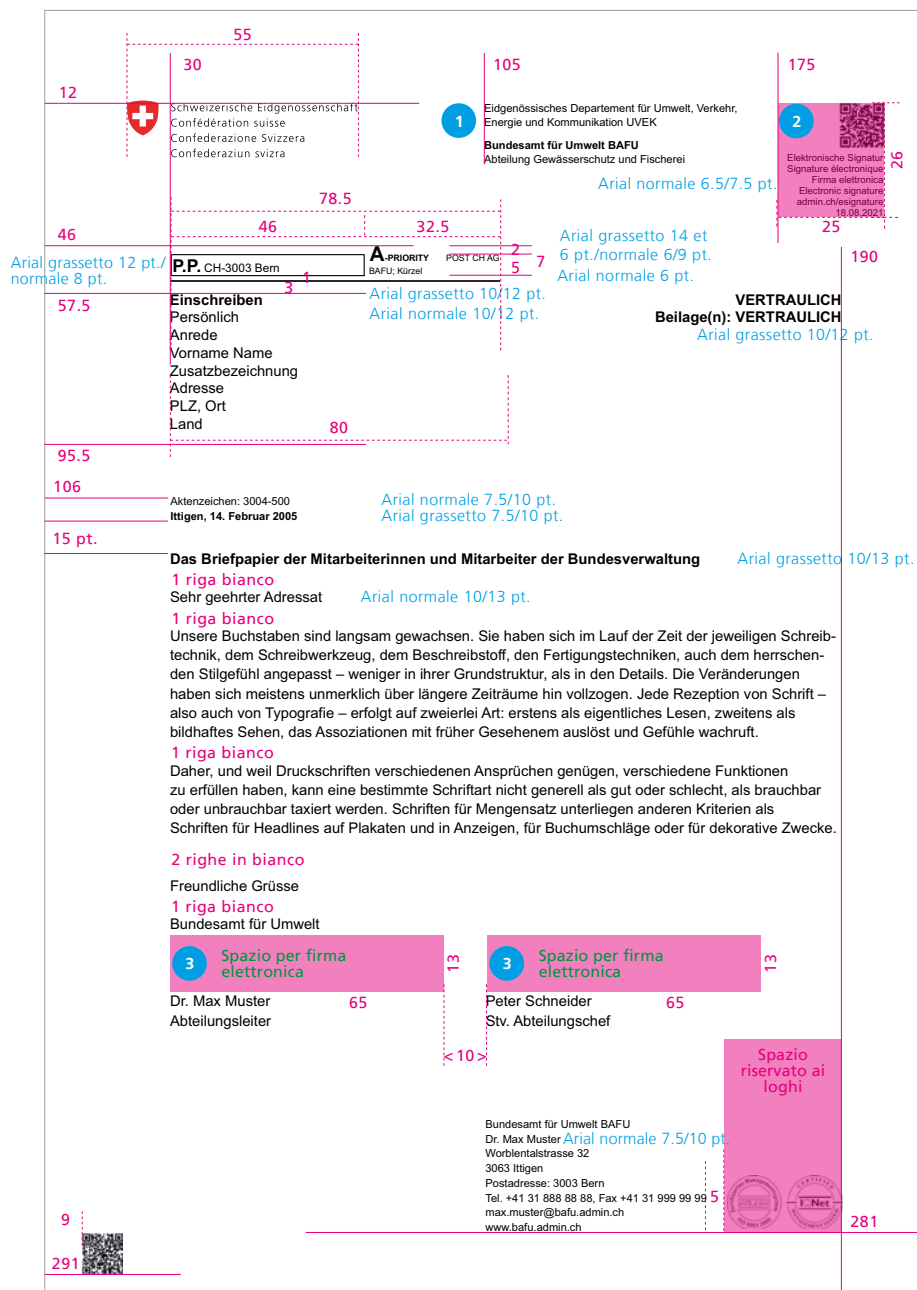 55
30
105
175
12
Schweizerische Eidgenossenschaft
Confédération suisse
Confederazione Svizzera
Confederaziun svizra
1
Eidgenössisches Departement für Umwelt, Verkehr,
Energie und Kommunikation UVEK
Bundesamt für Umwelt BAFU
Abteilung Gewässerschutz und Fischerei
2
Elektronische Signatur
Signature électronique
Firma elettronica
Electronic signature
admin.ch/esignature
18.08.2021
26
25
Arial normale 6.5/7.5 pt.
78.5
46
32.5
46
Arial grassetto 12 pt./
normale 8 pt.
P.P. CH-3003 Bern
A-PRIORITY
POST CH AG
BAFU; Kürzel
2
5
7
Arial grassetto 14 et
6 pt./normale 6/9 pt.
Arial normale 6 pt.
190
1
3
57.5
Einschreiben
Arial grassetto 10/12 pt.
VERTRAULICH
Persönlich
Arial normale 10/12 pt.
Beilage(n): VERTRAULICH
Arial grassetto 10/12 pt.
Anrede
Vorname Name
Zusatzbezeichnung
Adresse
PLZ, Ort
Land
80
95.5
106
Aktenzeichen: 3004-500
Arial normale 7.5/10 pt.
Ittigen, 14. Februar 2005
Arial grassetto 7.5/10 pt.
15 pt.
Das Briefpapier der Mitarbeiterinnen und Mitarbeiter der Bundesverwaltung
Arial grassetto 10/13 pt.
1 riga bianco
Sehr geehrter Adressat
Arial normale 10/13 pt.
1 riga bianco
Unsere Buchstaben sind langsam gewachsen. Sie haben sich im Lauf der Zeit der jeweiligen Schreib-
technik, dem Schreibwerkzeug, dem Beschreibstoff, den Fertigungstechniken, auch dem herrschen-
den Stilgefühl angepasst – weniger in ihrer Grundstruktur, als in den Details. Die Veränderungen
haben sich meistens unmerklich über längere Zeiträume hin vollzogen. Jede Rezeption von Schrift –
also auch von Typografie – erfolgt auf zweierlei Art: erstens als eigentliches Lesen, zweitens als
bildhaftes Sehen, das Assoziationen mit früher Gesehenem auslöst und Gefühle wachruft.
1 riga bianco
Daher, und weil Druckschriften verschiedenen Ansprüchen genügen, verschiedene Funktionen
zu erfüllen haben, kann eine bestimmte Schriftart nicht generell als gut oder schlecht, als brauchbar
oder unbrauchbar taxiert werden. Schriften für Mengensatz unterliegen anderen Kriterien als
Schriften für Headlines auf Plakaten und in Anzeigen, für Buchumschläge oder für dekorative Zwecke.
2 righe in bianco
Freundliche Grüsse
1 riga bianco
Bundesamt für Umwelt
3
Spazio per firma
elettronica
13
3
Spazio per firma
elettronica
13
Dr. Max Muster
65
Abteilungsleiter
Peter Schneider
65
Stv. Abteilungschef
< 10 >
Spazio
riservato ai
loghi
Bundesamt für Umwelt BAFU
Dr. Max Muster
Arial normale 7.5/10 pt.
Worblentalstrasse 32
3063 Ittigen
Postadresse: 3003 Bern
Tel. +41 31 888 88 88, Fax +41 31 999 99 99
max.muster@bafu.admin.ch
www.bafu.admin.ch
5
CERTIFIED
IQNet
281
9
291